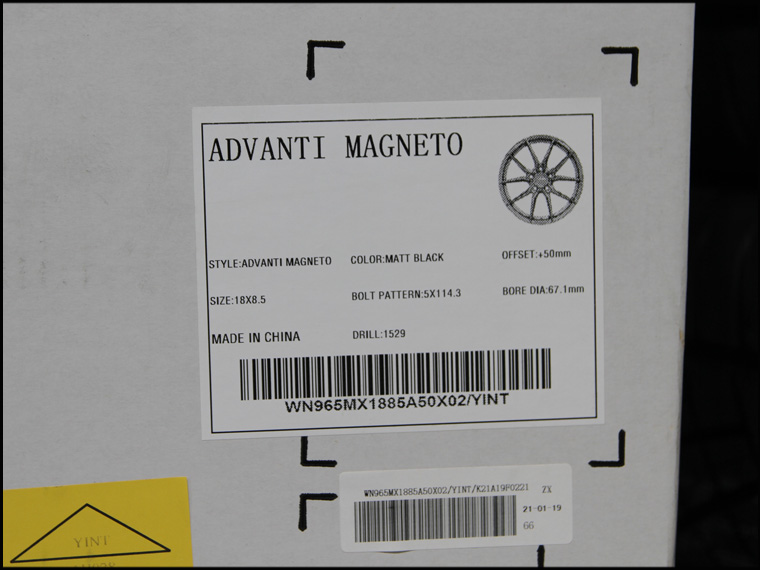 ADVANTI MAGNETO
STYLE:ADVANTI MAGNETO COLOR:MATT BLACK OFFSET:+50mm
SIZE:18X8.5 BOLT PATTERN:5X114.3 BORE DIA:67.1mm
MADE IN CHINA DRILL:1529
WN965MX1885A50X02/YINT
WN965MX1885A50X02/YINT/K21A19P0221 ZX
21-01-19
66
YINT